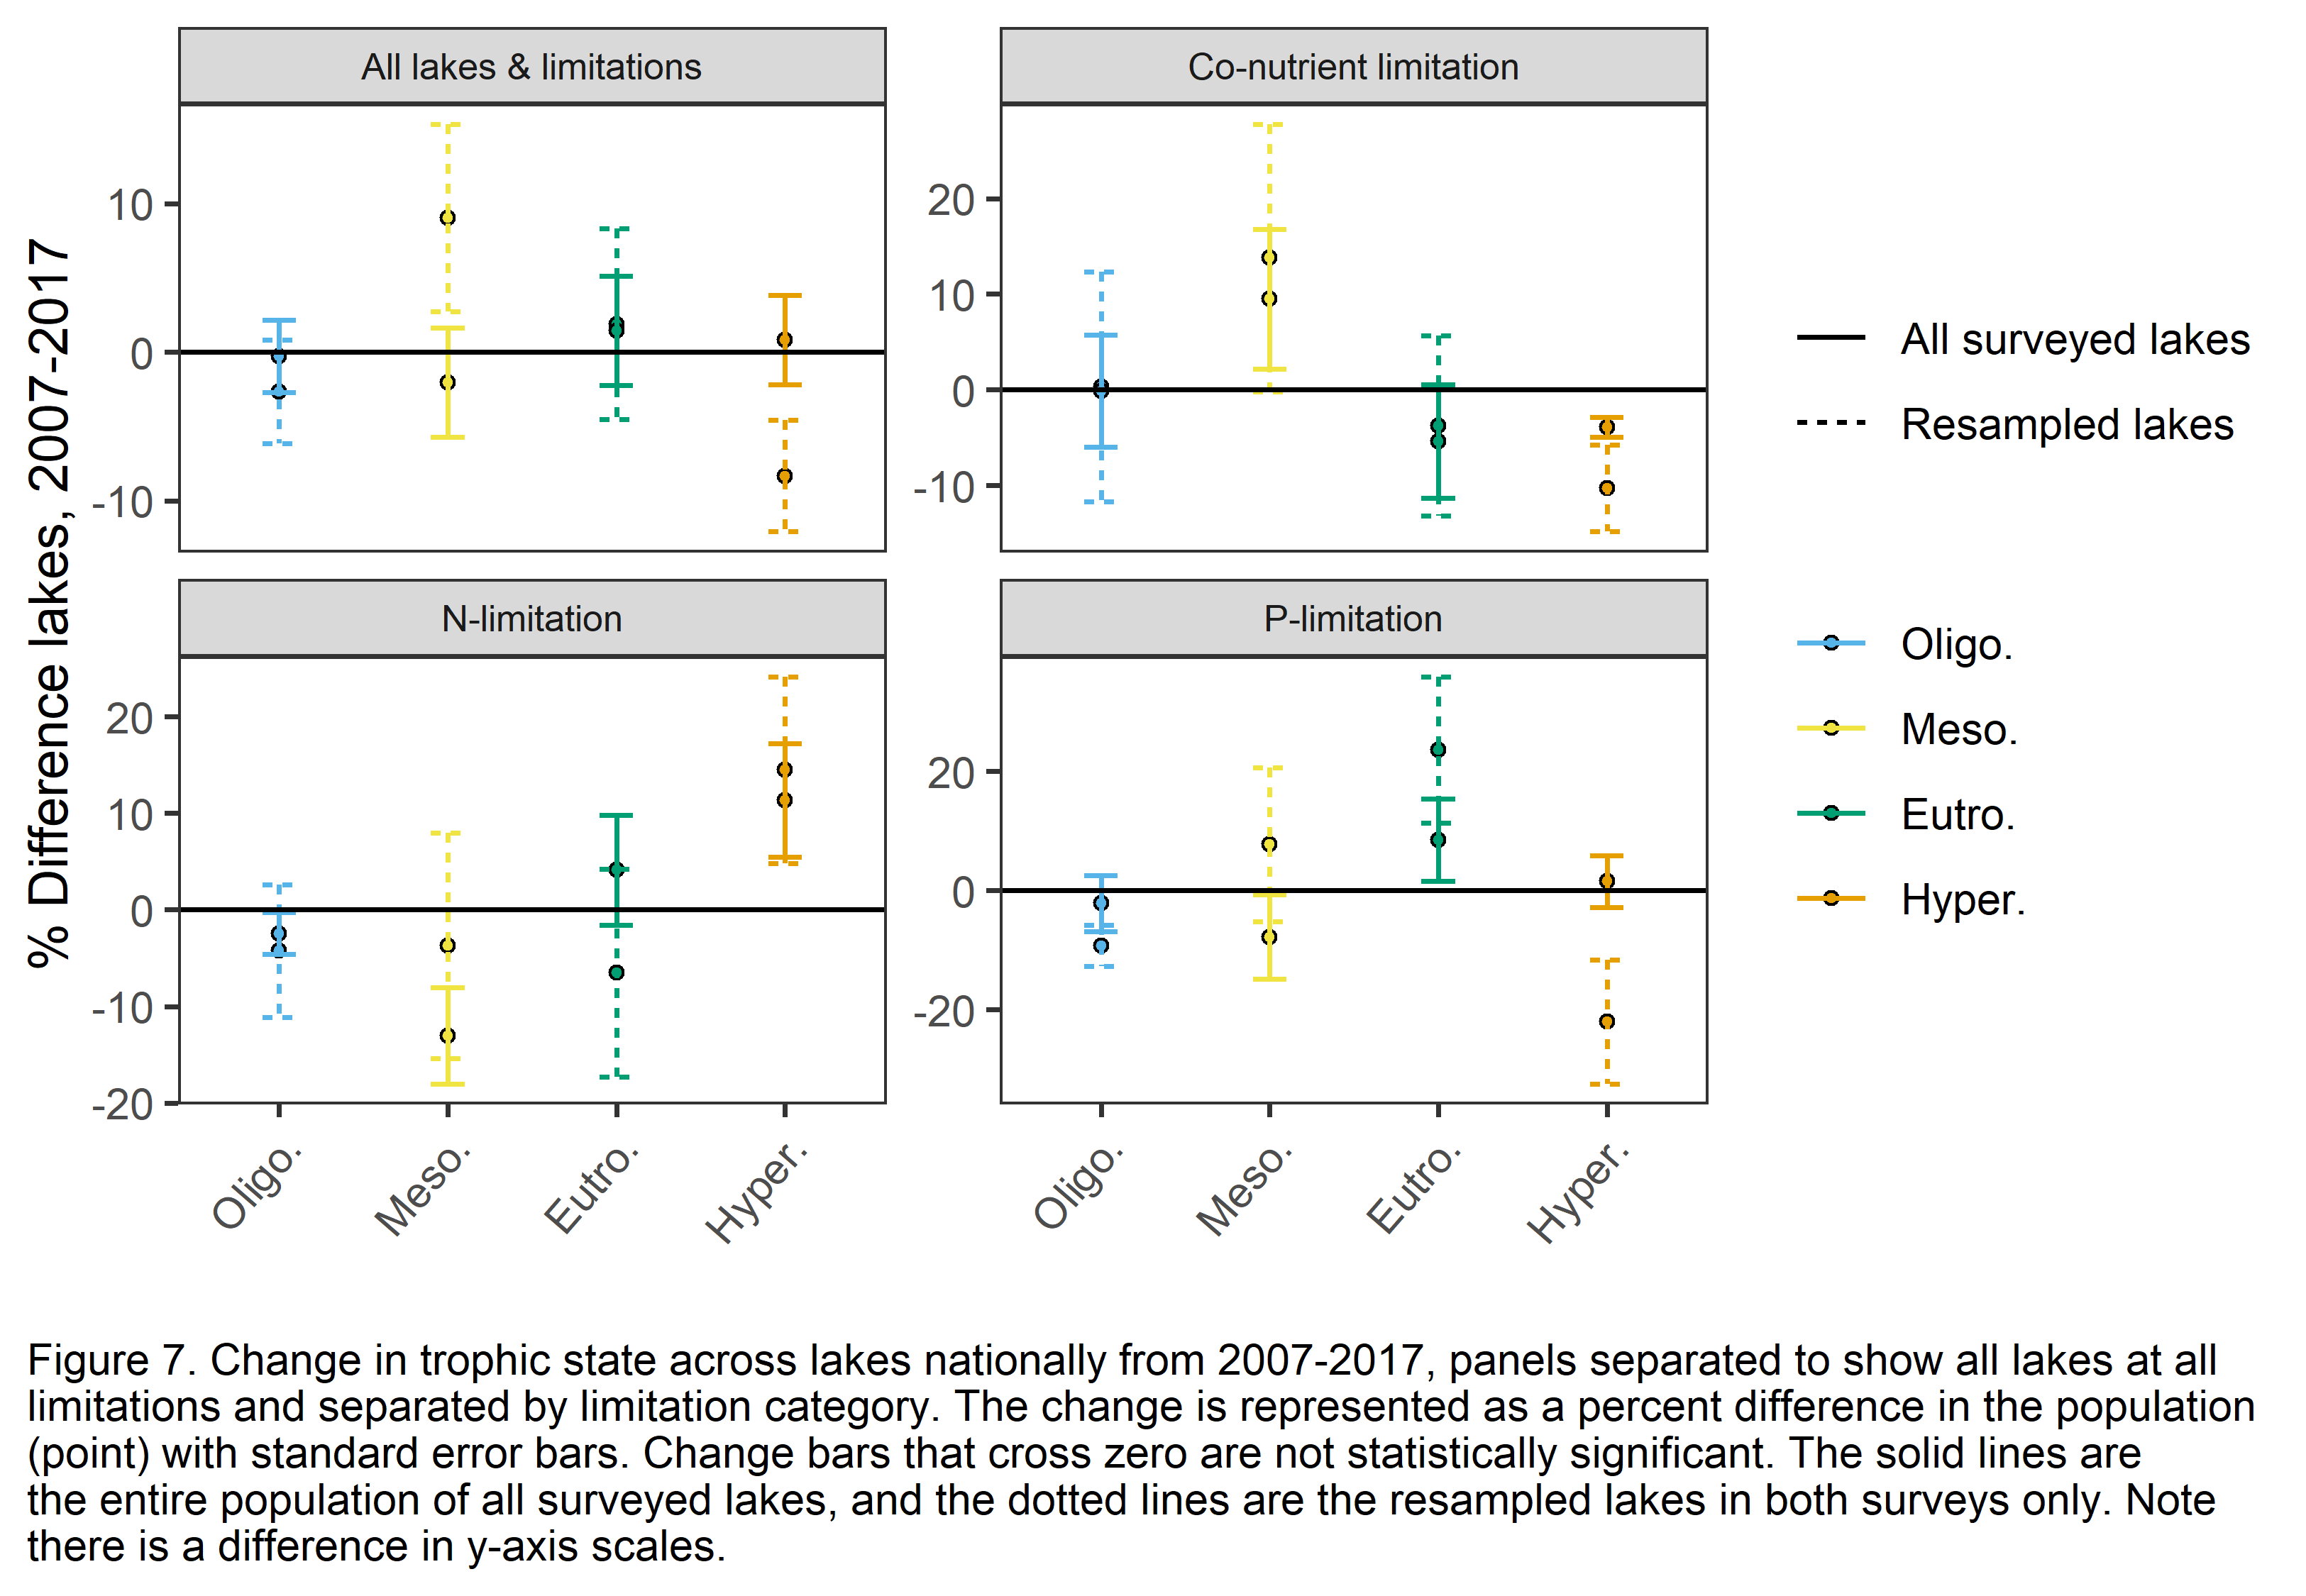 All lakes & limitations
Co-nutrient limitation
10
0
-10
20
10
0
-10
N-limitation
P-limitation
20
10
0
-10
-20
20
0
-20
Oligo.
Meso.
Eutro.
Hyper.
Oligo.
Meso.
Eutro.
Hyper.
% Difference lakes, 2007-2017
All surveyed lakes
Resampled lakes
Oligo.
Meso.
Eutro.
Hyper.
Figure 7. Change in trophic state across lakes nationally from 2007-2017, panels separated to show all lakes at all
limitations and separated by limitation category. The change is represented as a percent difference in the population
(point) with standard error bars. Change bars that cross zero are not statistically significant. The solid lines are
the entire population of all surveyed lakes, and the dotted lines are the resampled lakes in both surveys only. Note
there is a difference in y-axis scales.